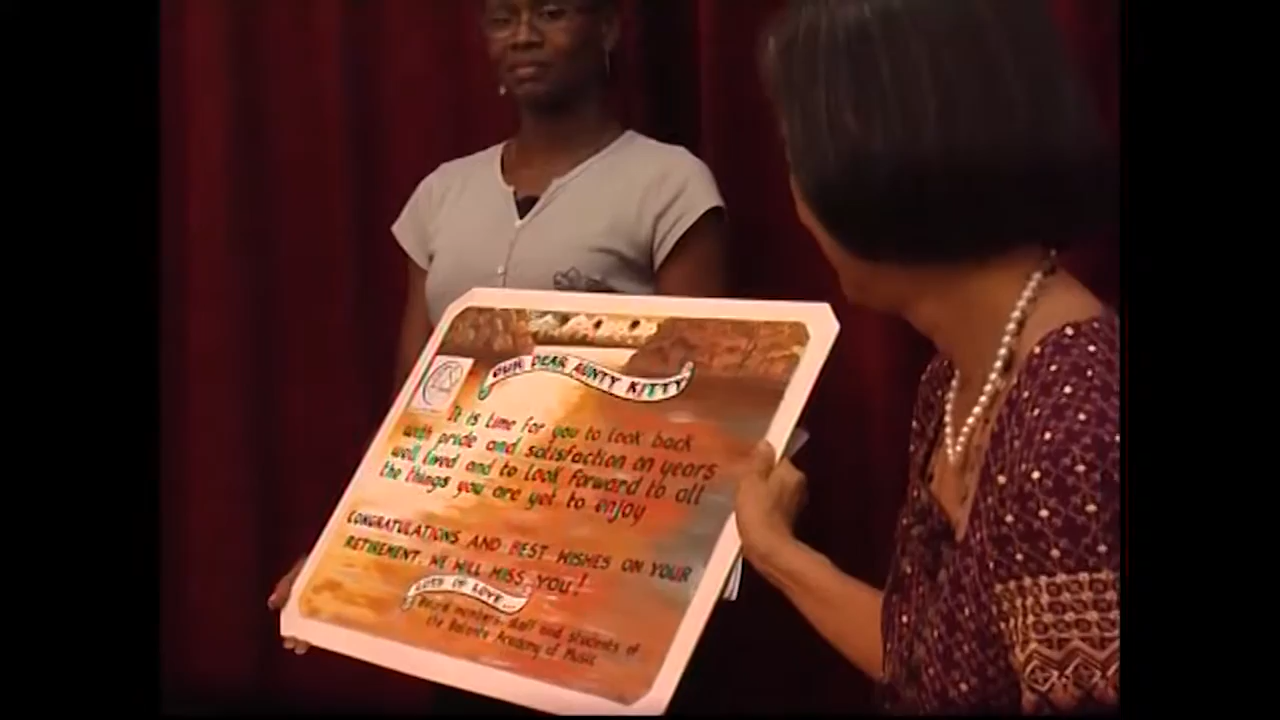 OUR DEAR AUNTY KITTY
It is time for you to look back
with pride and satisfaction on years
well lived and to look forward to all
the things you are yet to enjoy
CONGRATULATIONS AND BEST WISHES ON YOUR
RETIREMENT. WE WILL MISS YOU!
LOTS OF LOVE...
Board members, staff and students of
the Academy of Music